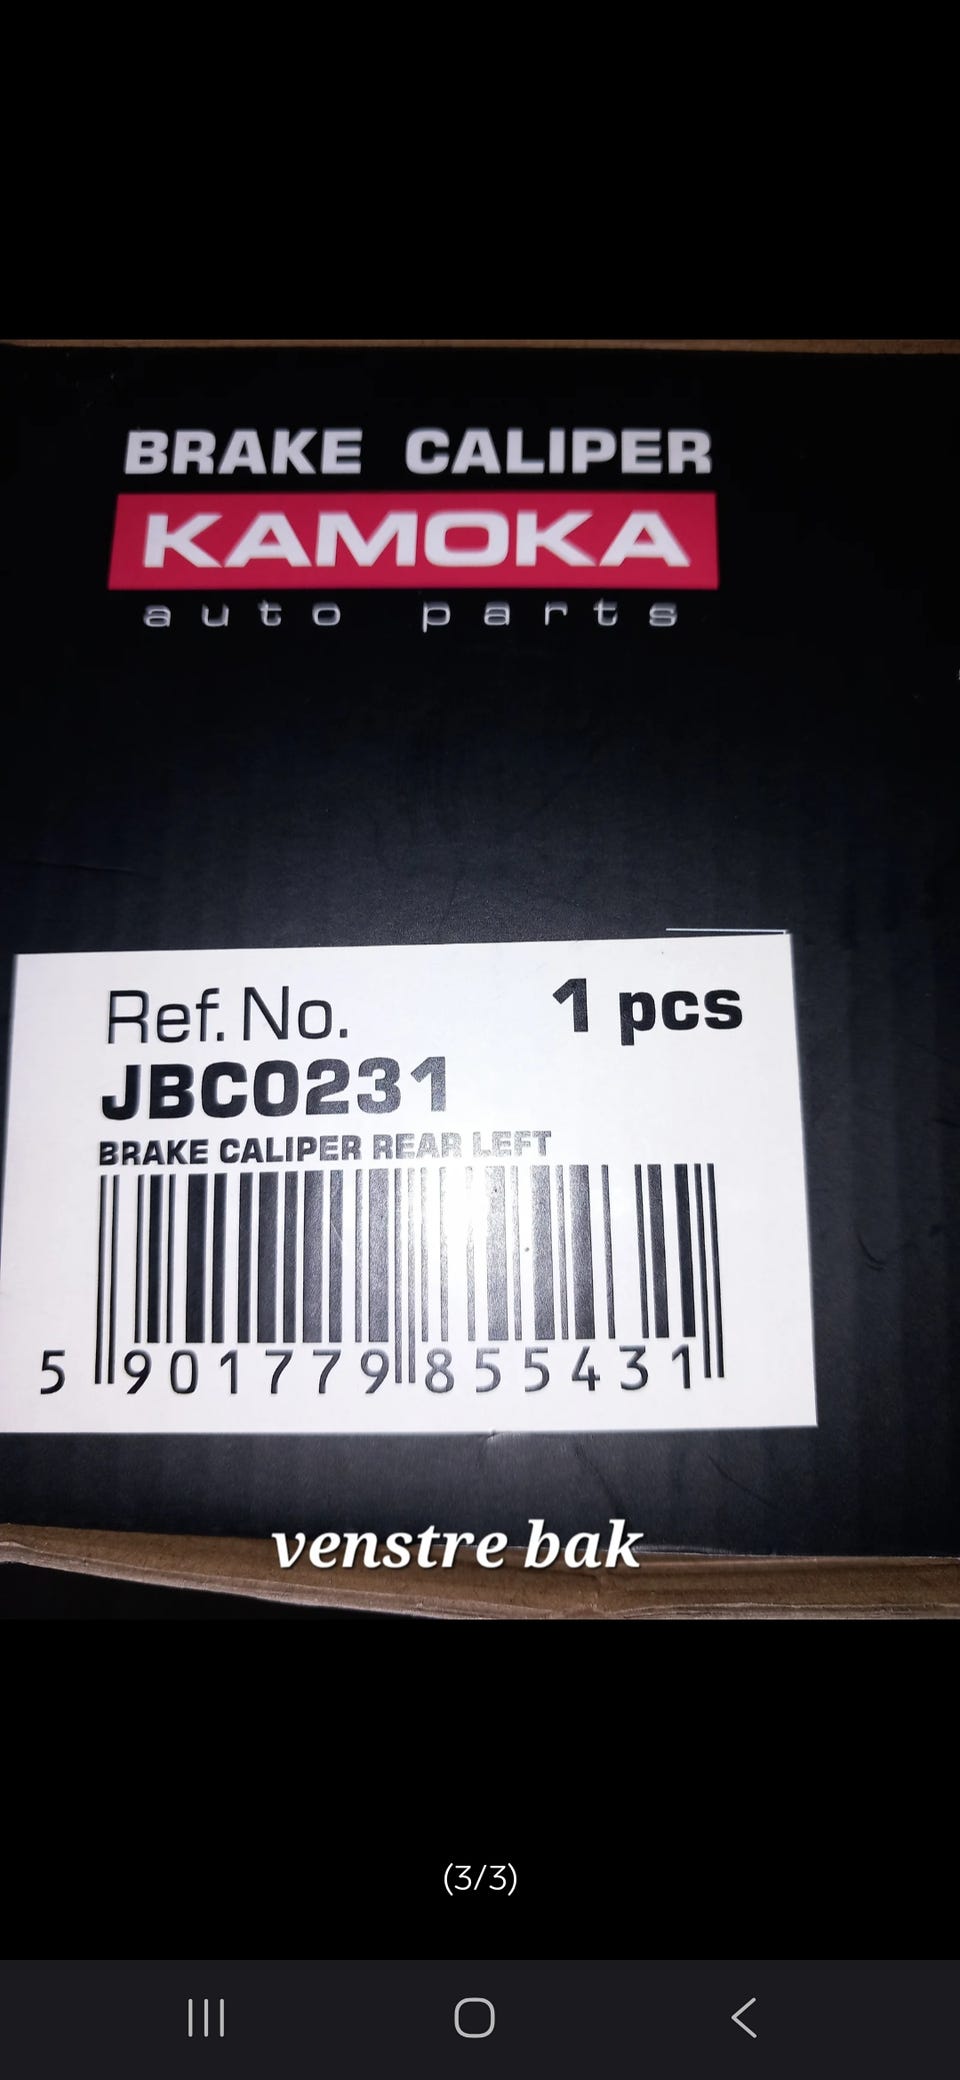 BRAKE CALIPER
KAMOKA
auto parts
Ref. No.
1 pcs
JBC0231
BRAKE CALIPER REAR LEFT
5 901779 855431
venstre bak
(3/3)